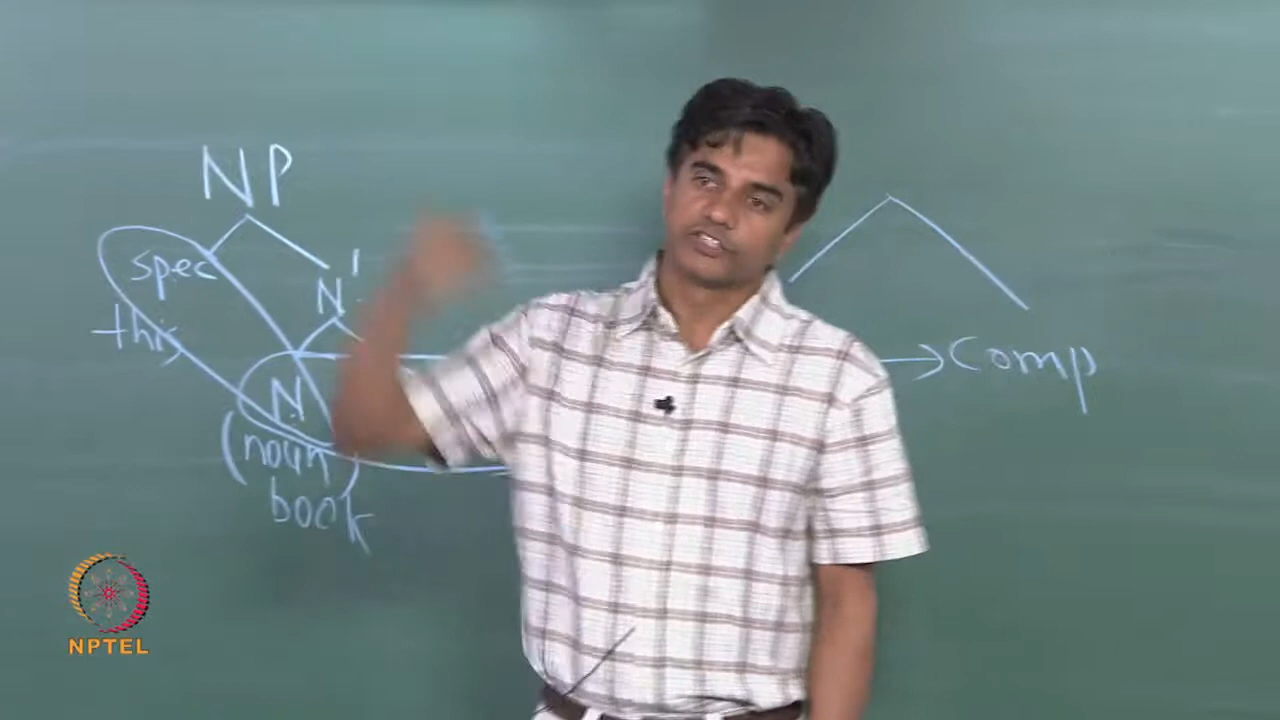 NP
spec N'
this
N → Comp
(noun)
book
NPTEL